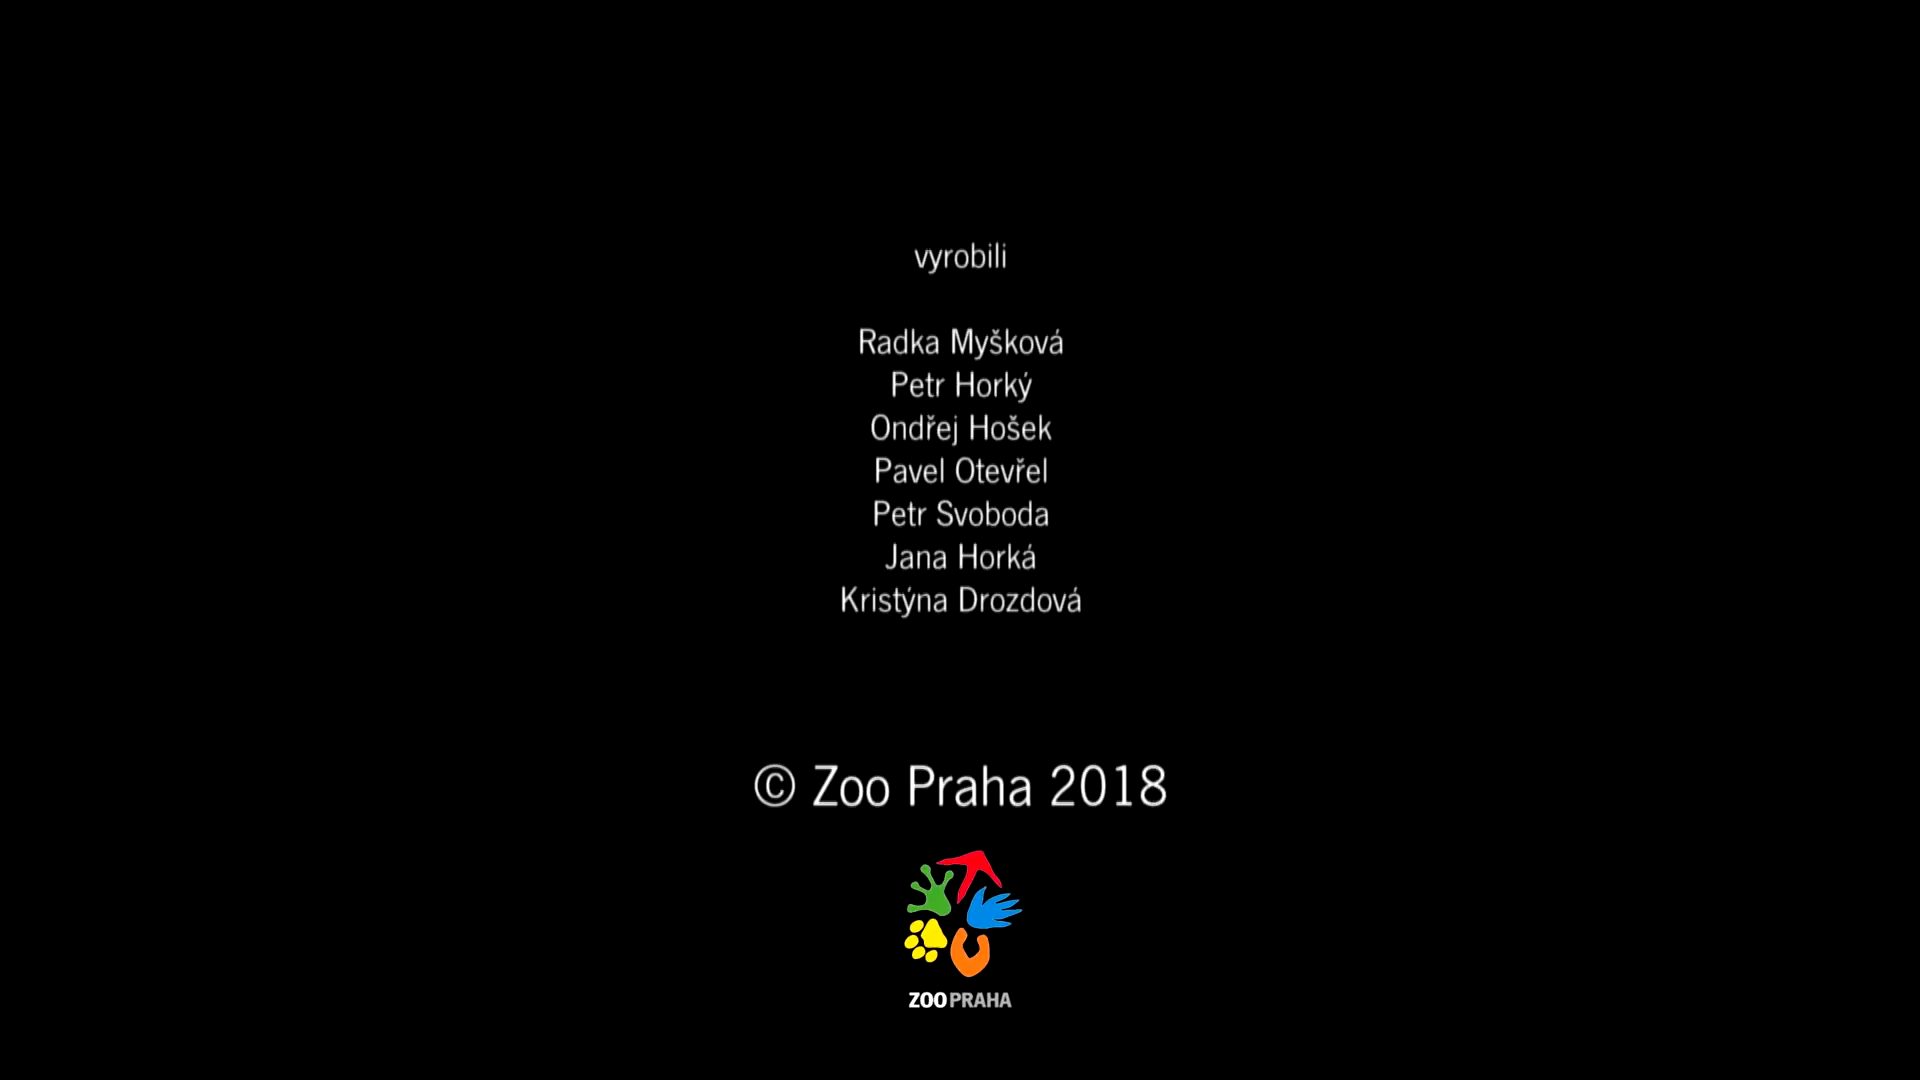 vyrobili
Radka Myšková
Petr Horký
Ondřej Hošek
Pavel Otevřel
Petr Svoboda
Jana Horká
Kristýna Drozdová
© Zoo Praha 2018
ZOO PRAHA